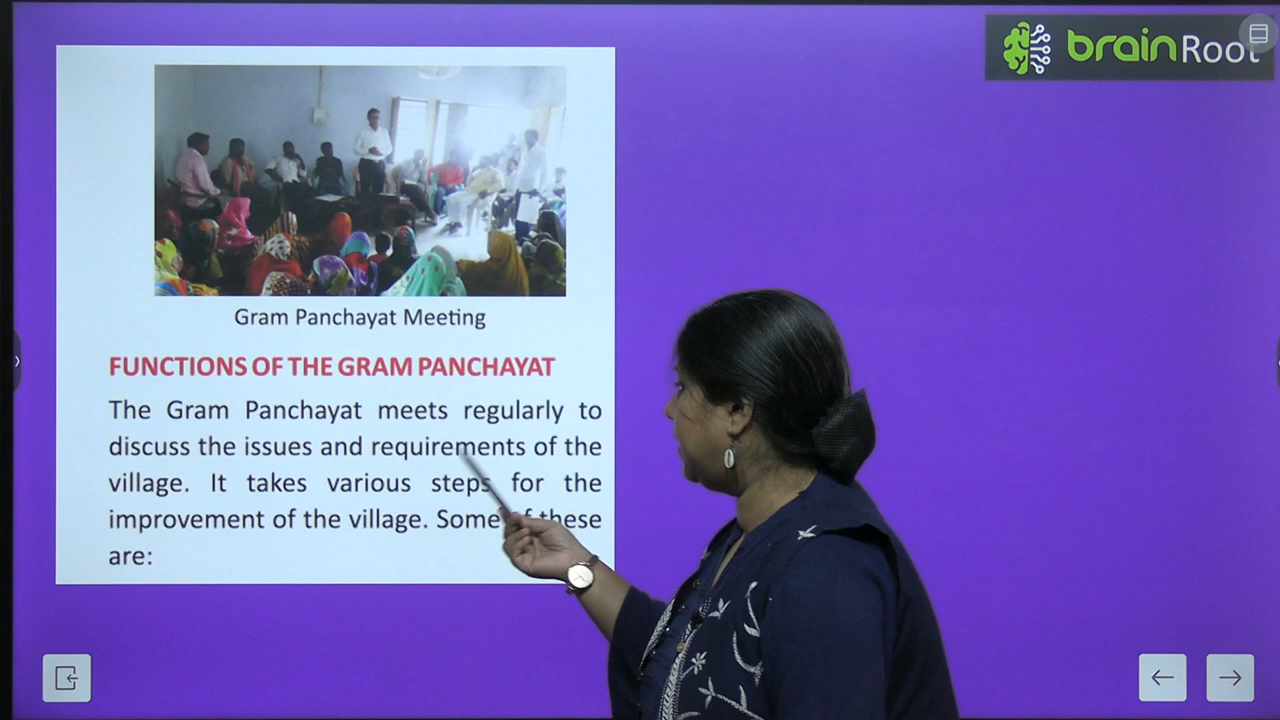 brainRoot
Gram Panchayat Meeting
FUNCTIONS OF THE GRAM PANCHAYAT
The Gram Panchayat meets regularly to
discuss the issues and requirements of the
village. It takes various steps for the
improvement of the village. Some of these
are: